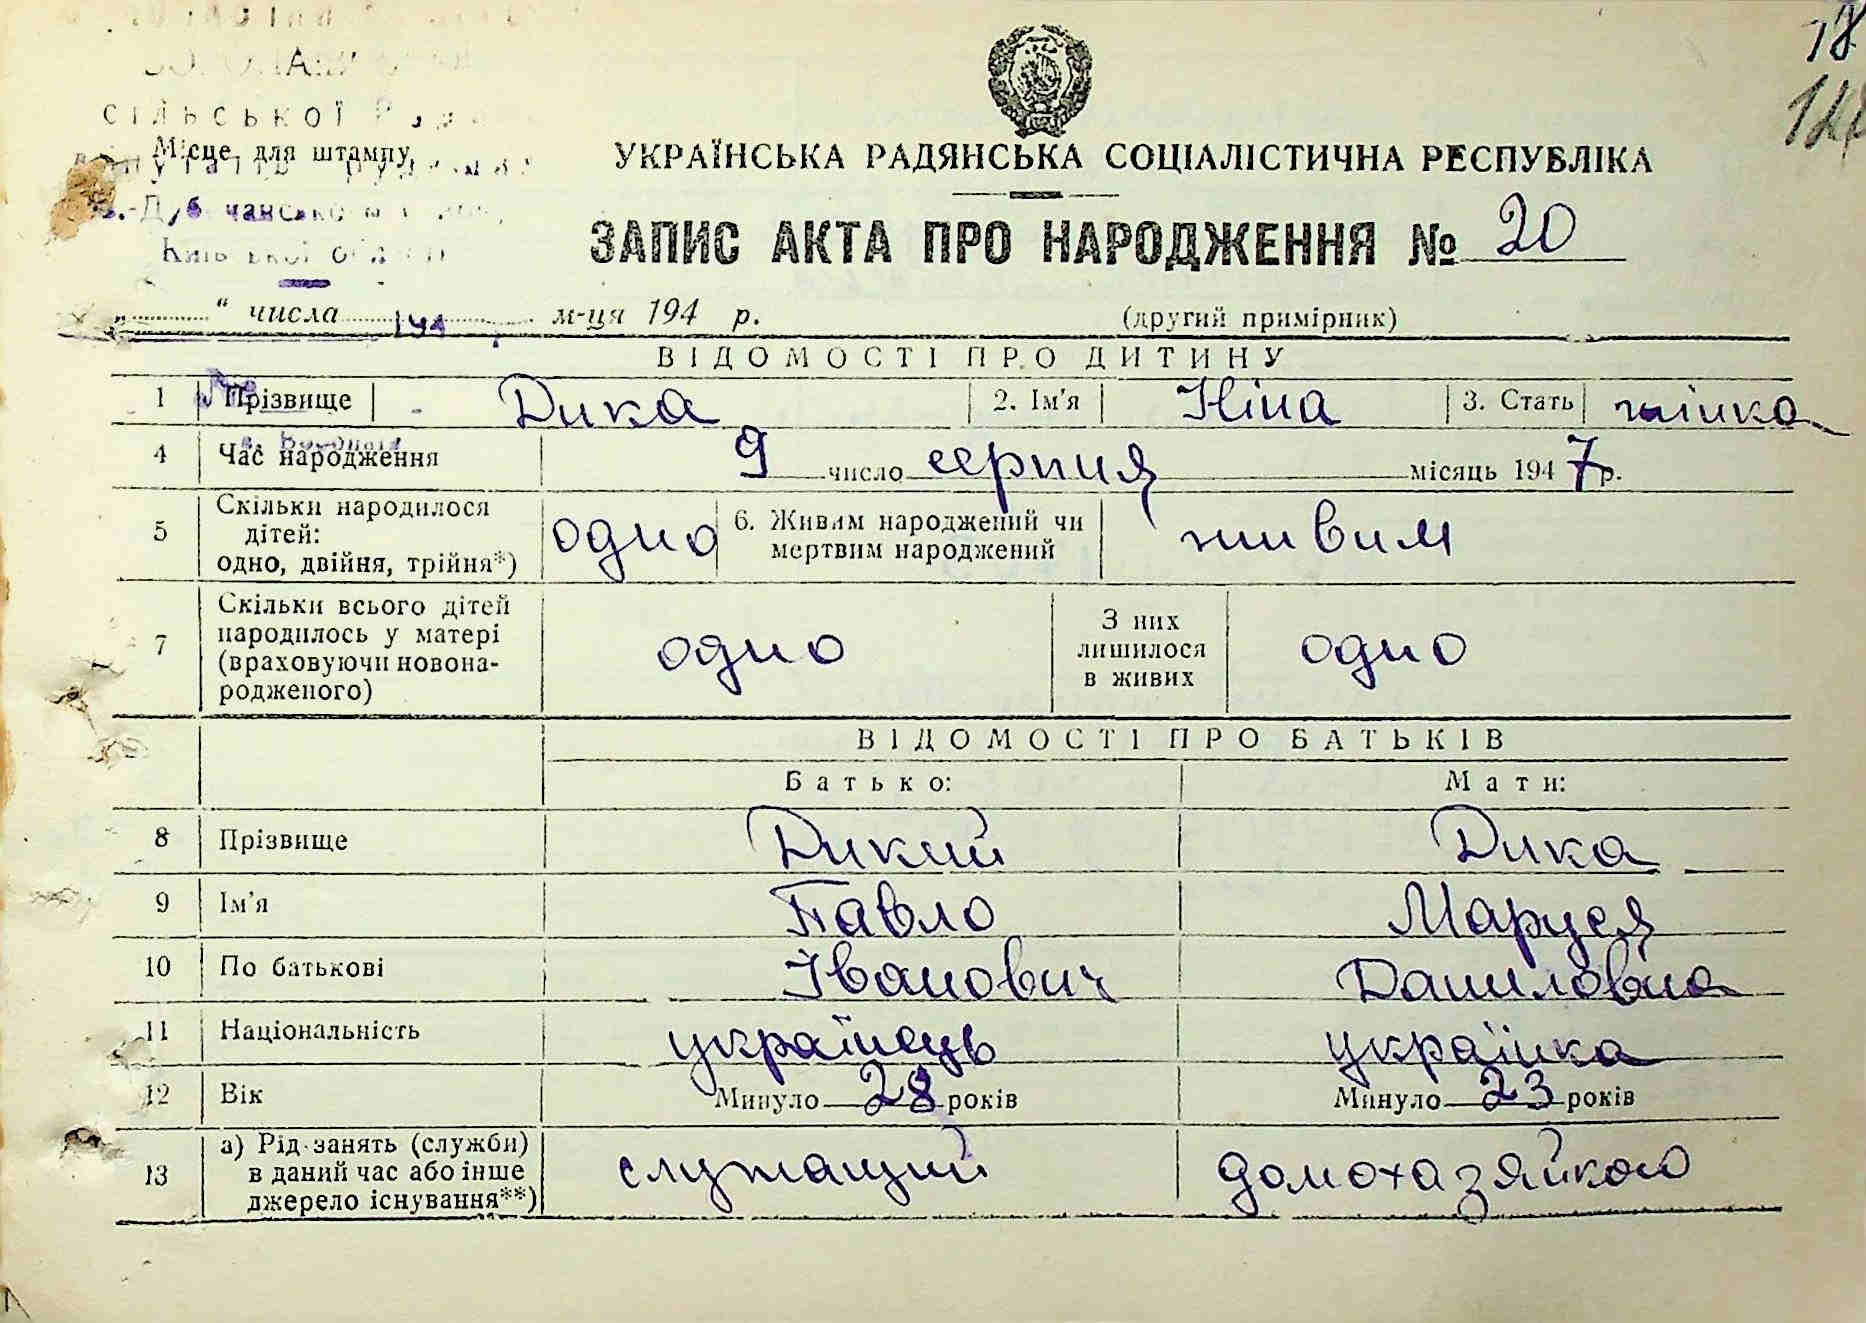 18
сільської
Місце для штампу
УКРАЇНСЬКА РАДЯНСЬКА СОЦІАЛІСТИЧНА РЕСПУБЛІКА
ЗАПИС АКТА ПРО НАРОДЖЕННЯ № 20
„ “ числа м-ця 194 р.
(другий примірник)
ВІДОМОСТІ ПРО ДИТИНУ
1 Прізвище Дика 2. Ім'я Ніна 3. Стать жінка
4 Час народження 9 число серпня місяць 1947 р.
5 Скільки народилося дітей: одно, двійня, трійня*) одно 6. Живим народжений чи мертвим народжений живим
7 Скільки всього дітей народилось у матері (враховуючи новонародженого) одно З них лишилося в живих одно
ВІДОМОСТІ ПРО БАТЬКІВ
Батько: Мати:
8 Прізвище Дикий Дика
9 Ім'я Павло Маруся
10 По батькові Іванович Даниловна
11 Національність українець українка
12 Вік Минуло 28 років Минуло 23 років
13 а) Рід занять (служби) в даний час або інше джерело існування**) служащий домохазяйкою